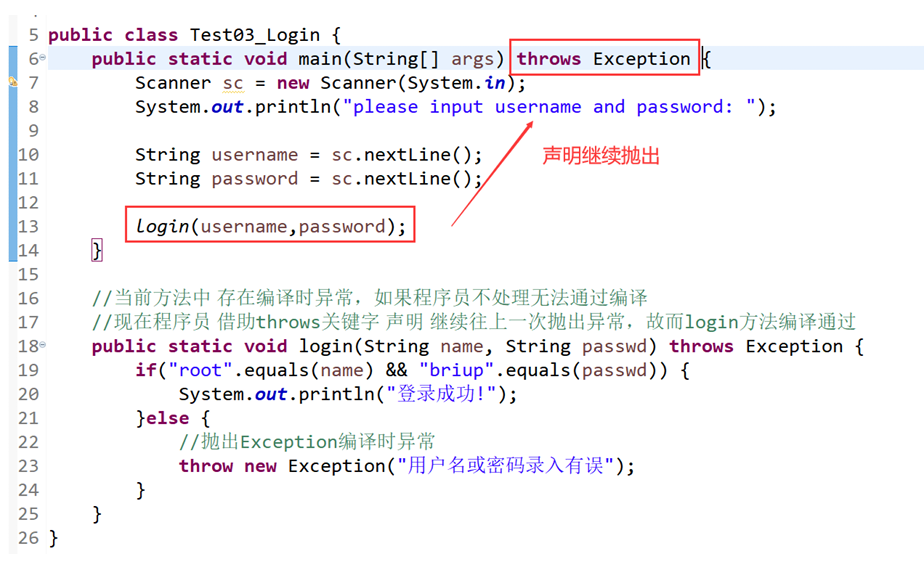 5 public class Test03_Login {
6 public static void main(String[] args) throws Exception {
7 Scanner sc = new Scanner(System.in);
8 System.out.println("please input username and password: ");
9
声明继续抛出
10 String username = sc.nextLine();
11 String password = sc.nextLine();
12
13 login(username,password);
14 }
15
16 //当前方法中 存在编译时异常，如果程序员不处理无法通过编译
17 //现在程序员 借助throws关键字 声明 继续往上一次抛出异常，故而login方法编译通过
18 public static void login(String name, String passwd) throws Exception {
19 if("root".equals(name) && "briup".equals(passwd)) {
20 System.out.println("登录成功!");
21 }else {
22 //抛出Exception编译时异常
23 throw new Exception("用户名或密码录入有误");
24 }
25 }
26 }